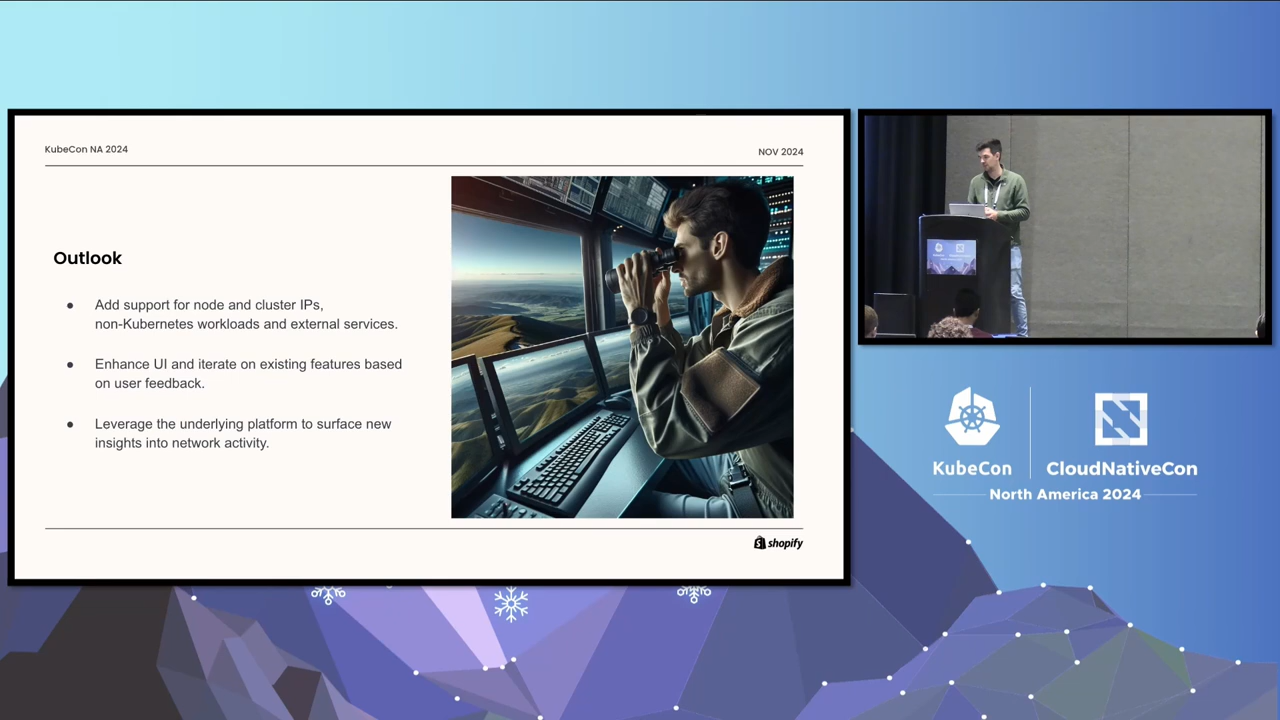 KubeCon NA 2024
NOV 2024
Outlook
● Add support for node and cluster IPs,
non-Kubernetes workloads and external services.
● Enhance UI and iterate on existing features based
on user feedback.
● Leverage the underlying platform to surface new
insights into network activity.
shopify
KubeCon
CloudNativeCon
North America 2024